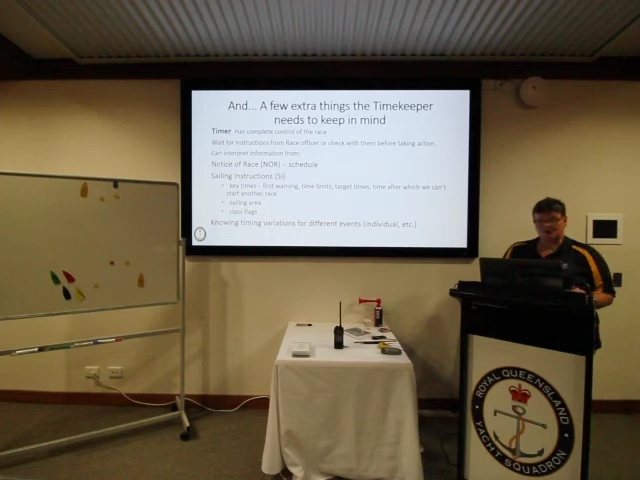 And... A few extra things the Timekeeper
needs to keep in mind
Timer Has complete control of the race
Wait for instructions from Race officer or check with them before taking action
Can interpret information from:
Notice of Race (NOR) – schedule
Sailing Instructions (SI)
• key times – first warning, time limits, target times, time after which we can't
start another race
• sailing area
• class flags
Knowing timing variations for different events (individual, etc.)
ROYAL QUEENSLAND
YACHT SQUADRON